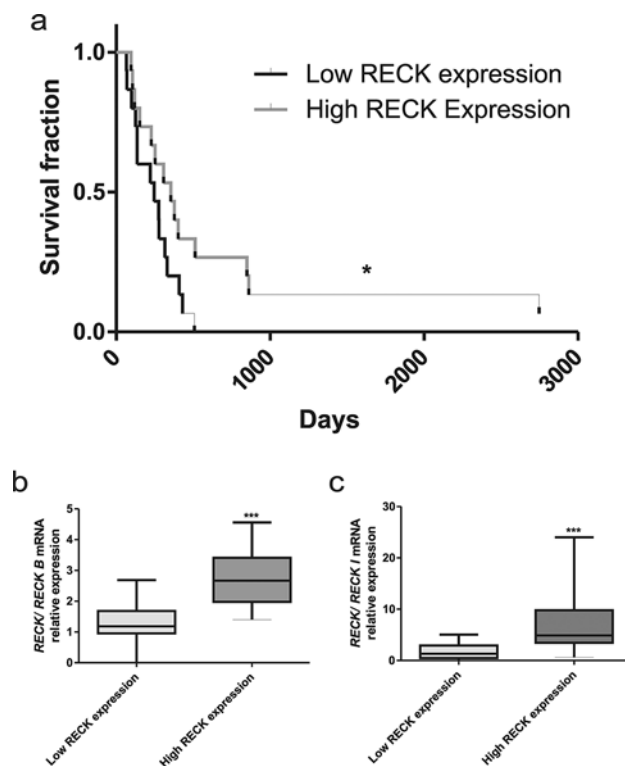 a
1.0
0.5
0.0
Survival fraction
Low RECK expression
High RECK Expression
*
0
1000
2000
3000
Days
b
5
4
3
2
1
0
RECK/ RECK B mRNA
relative expression
***
Low RECK expression
High RECK expression
c
30
20
10
0
RECK/ RECK I mRNA
relative expression
***
Low RECK expression
High RECK expression